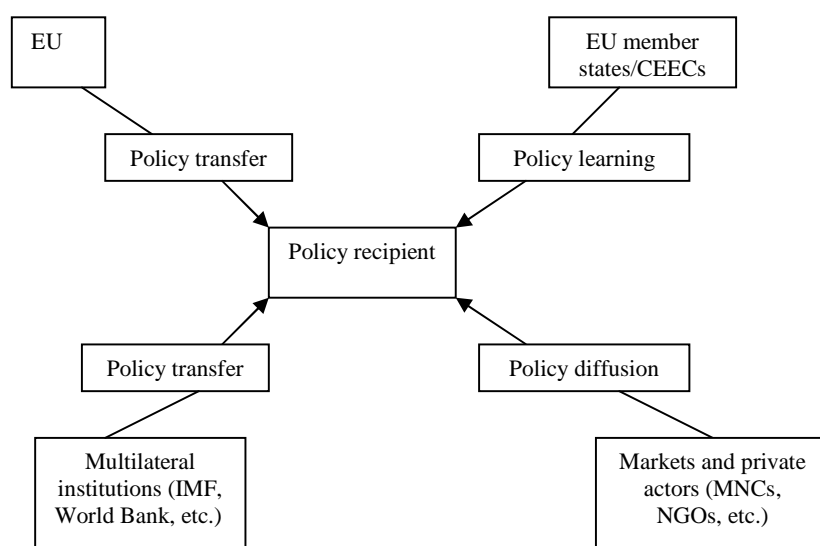 EU
EU member
states/CEECs
Policy transfer
Policy learning
Policy recipient
Policy transfer
Policy diffusion
Multilateral
institutions (IMF,
World Bank, etc.)
Markets and private
actors (MNCs,
NGOs, etc.)